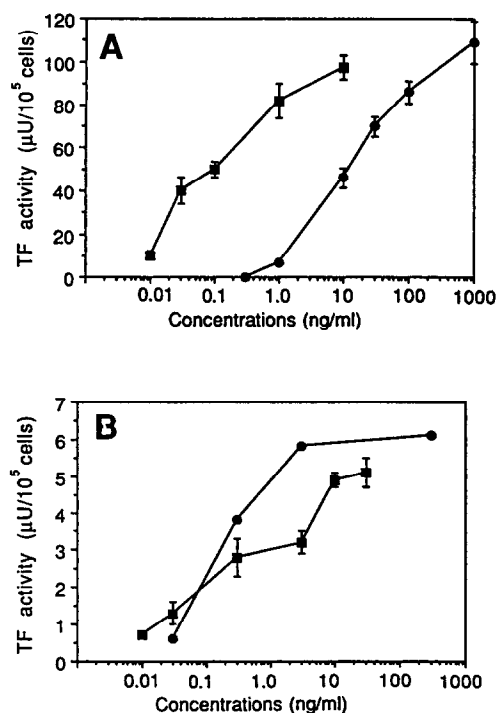 A
TF activity (μU/10⁵ cells)
120
100
80
60
40
20
0
0.01 0.1 1.0 10 100 1000
Concentrations (ng/ml)
B
TF activity (μU/10⁵ cells)
7
6
5
4
3
2
1
0
0.01 0.1 1.0 10 100 1000
Concentrations (ng/ml)